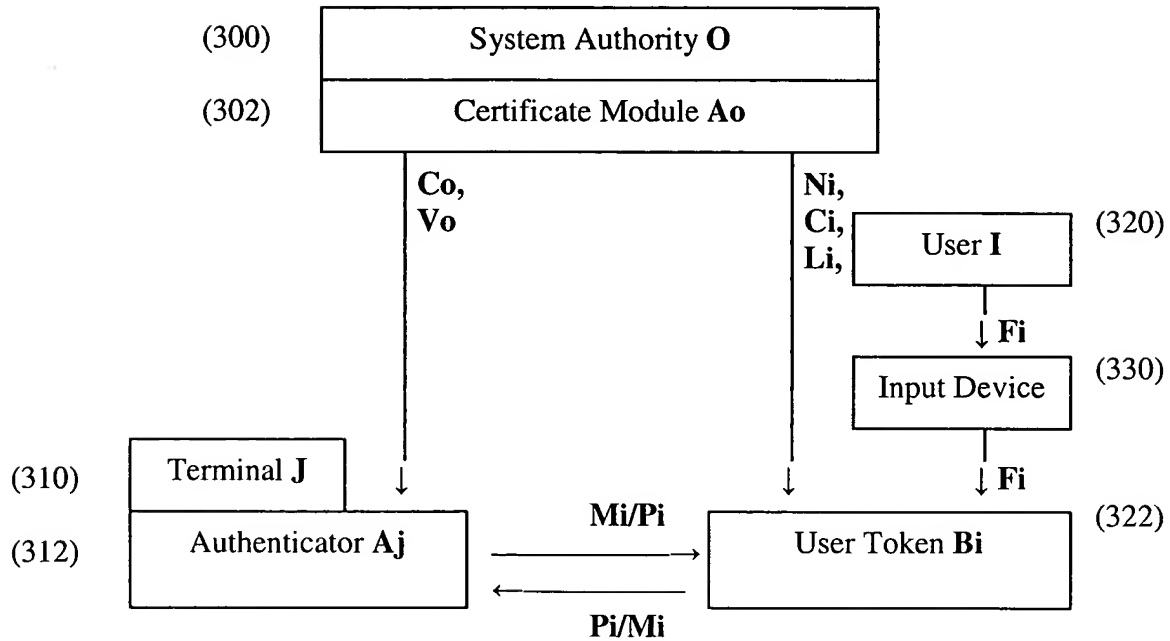 (300)
System Authority O
(302)
Certificate Module Ao
Co,
Vo
Ni,
Ci,
Li,
(320)
User I
↓ Fi
(330)
Input Device
(310)
Terminal J
↓
↓
↓ Fi
(312)
Authenticator Aj
Mi/Pi
→
←
Pi/Mi
User Token Bi
(322)